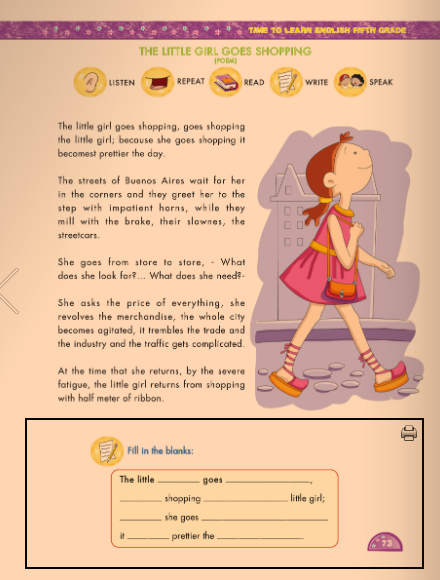 TIME TO LEARN ENGLISH FIFTH GRADE
THE LITTLE GIRL GOES SHOPPING
(POEM)
LISTEN REPEAT READ WRITE SPEAK
The little girl goes shopping, goes shopping
the little girl; because she goes shopping it
becomest prettier the day.
The streets of Buenos Aires wait for her
in the corners and they greet her to the
step with impatient horns, while they
mill with the brake, their slownes, the
streetcars.
She goes from store to store, - What
does she look for?... What does she need?-
She asks the price of everything, she
revolves the merchandise, the whole city
becomes agitated, it trembles the trade and
the industry and the traffic gets complicated.
At the time that she returns, by the severe
fatigue, the little girl returns from shopping
with half meter of ribbon.
Fill in the blanks:
The little ________ goes ________________,
________ shopping ________________ little girl;
________ she goes ________________________
it ________ prettier the ________________.
73